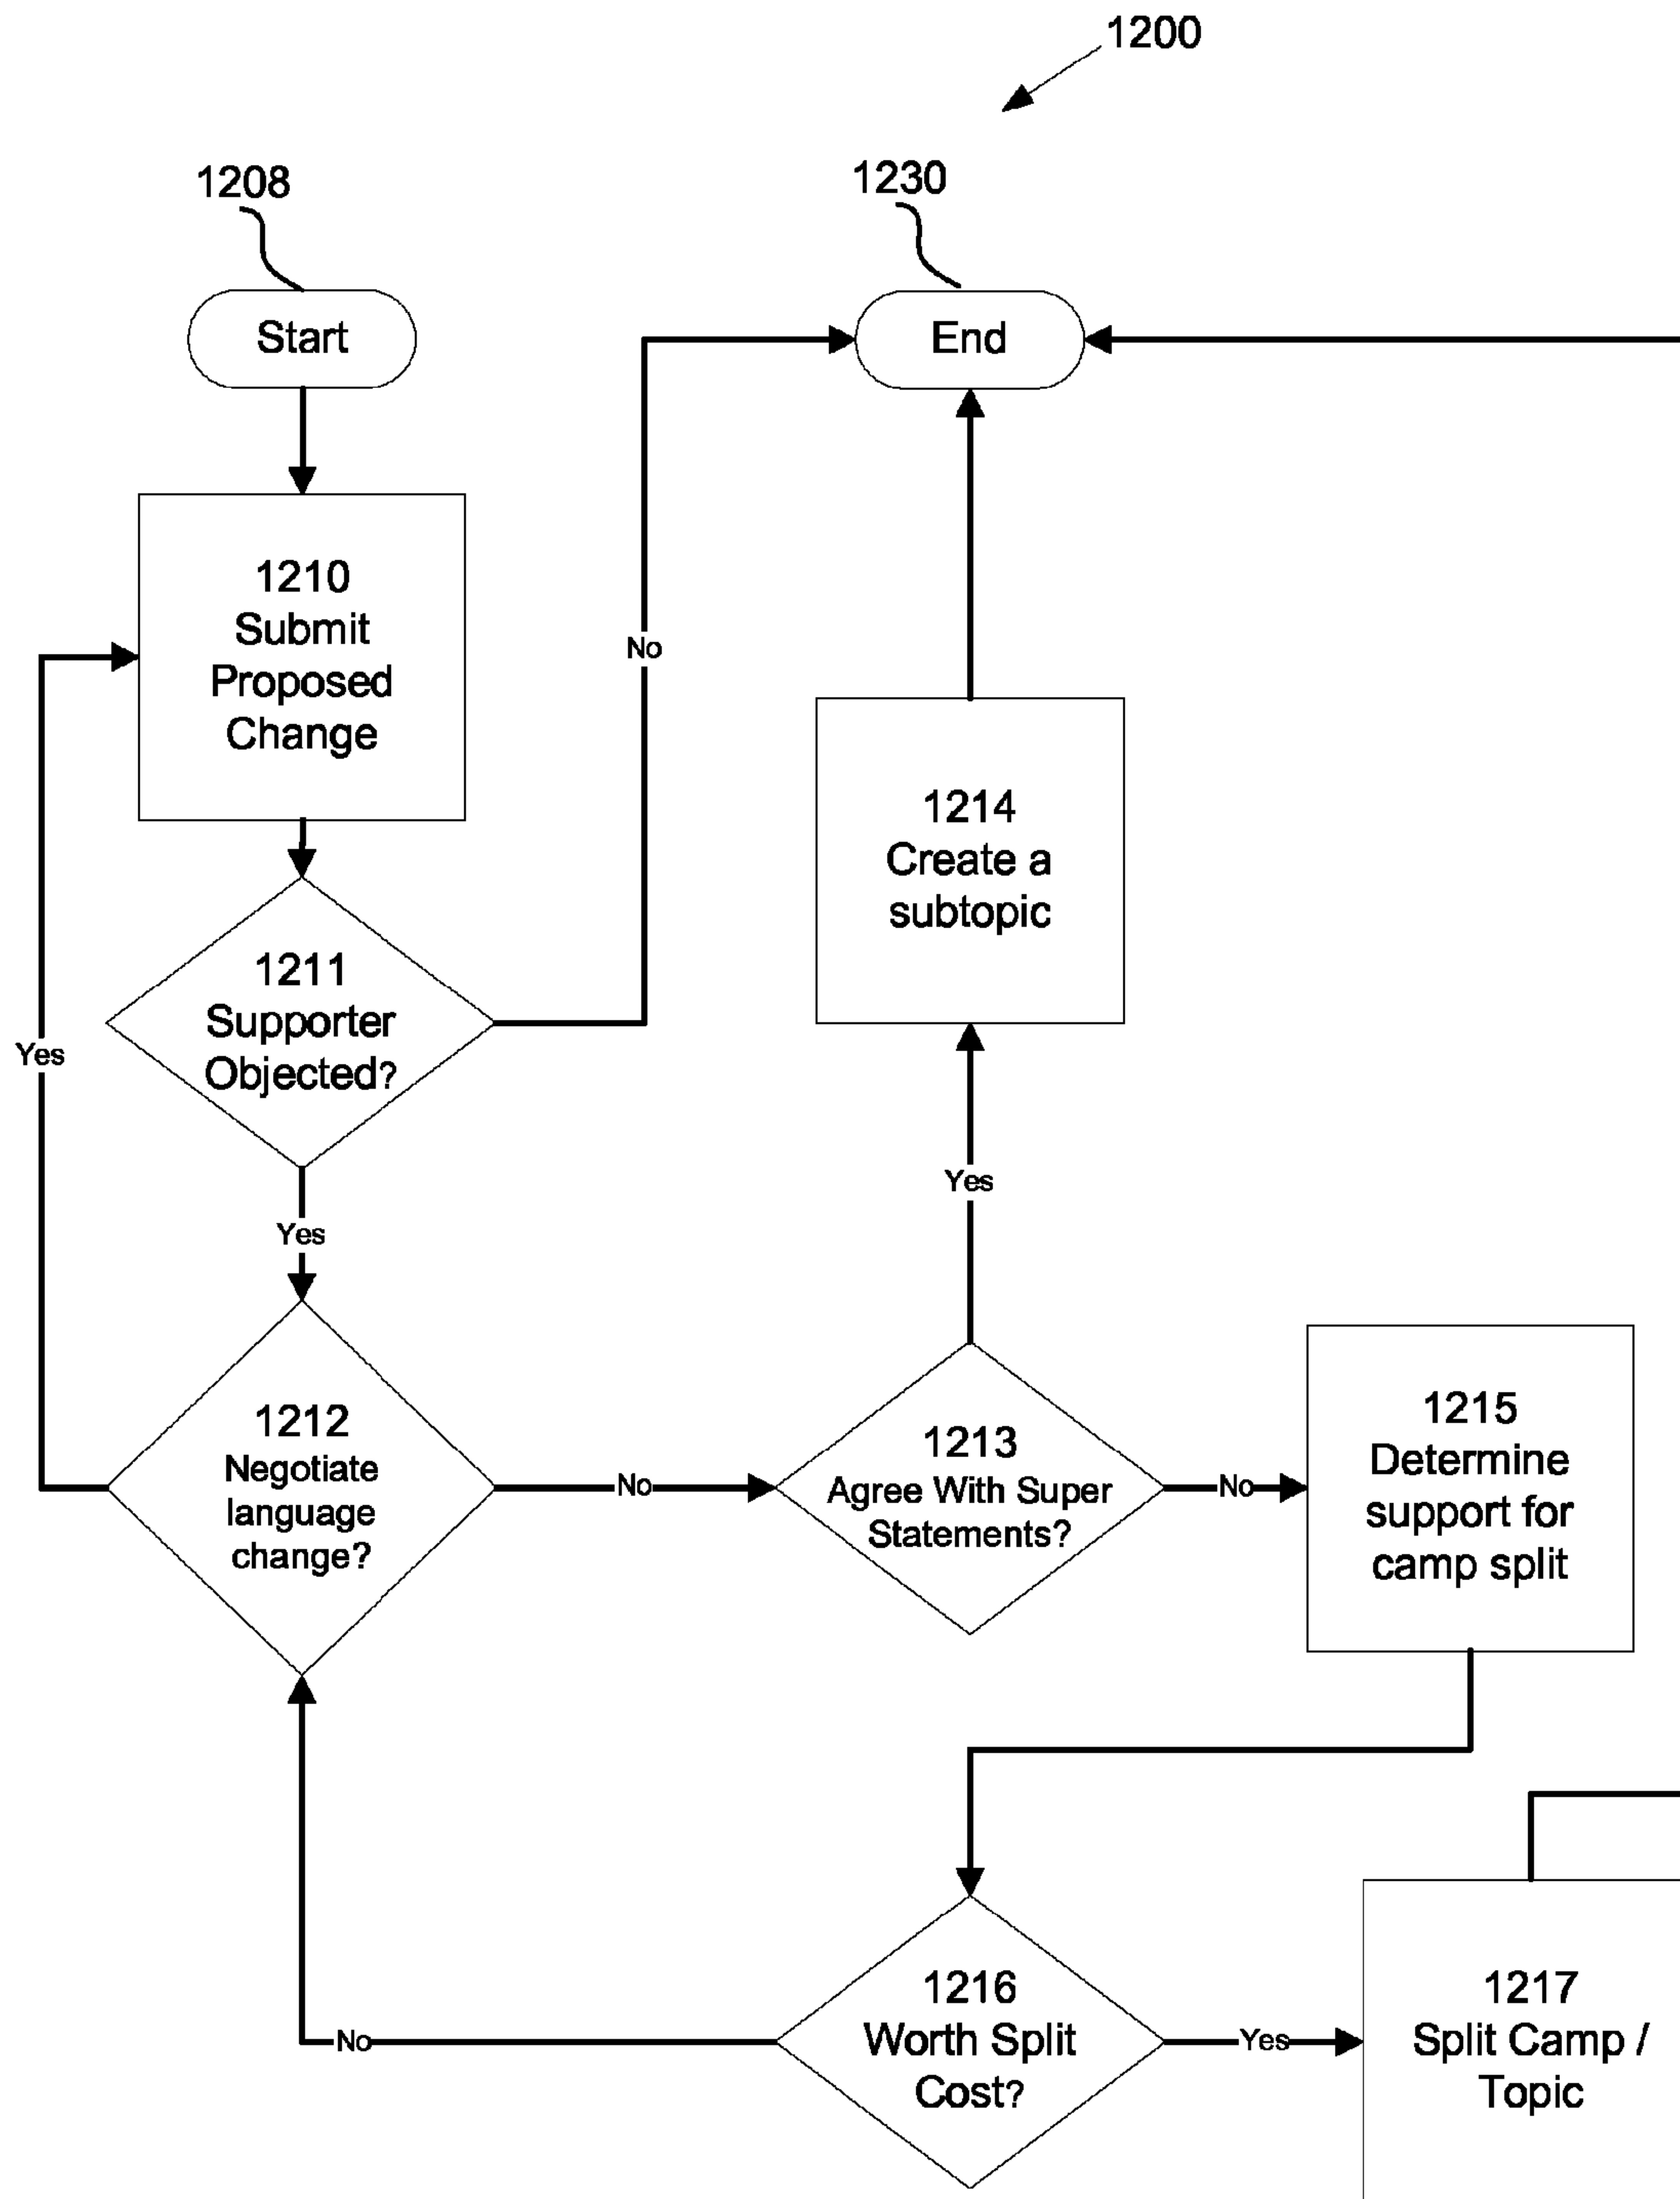 1200
1208
1230
Start
End
1210
Submit
Proposed
Change
No
1214
Create a
subtopic
1211
Supporter
Objected?
Yes
Yes
Yes
1212
Negotiate
language
change?
No
1213
Agree With Super
Statements?
No
1215
Determine
support for
camp split
1216
Worth Split
Cost?
No
Yes
1217
Split Camp /
Topic